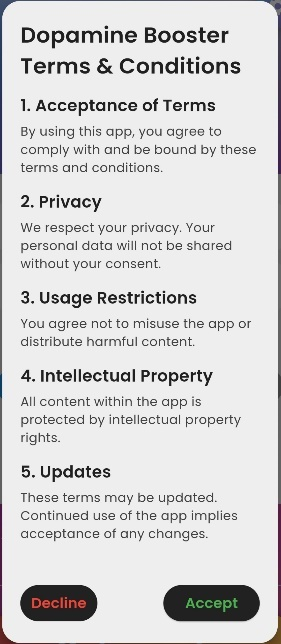 Dopamine Booster
Terms & Conditions
1. Acceptance of Terms
By using this app, you agree to
comply with and be bound by these
terms and conditions.
2. Privacy
We respect your privacy. Your
personal data will not be shared
without your consent.
3. Usage Restrictions
You agree not to misuse the app or
distribute harmful content.
4. Intellectual Property
All content within the app is
protected by intellectual property
rights.
5. Updates
These terms may be updated.
Continued use of the app implies
acceptance of any changes.
Decline
Accept